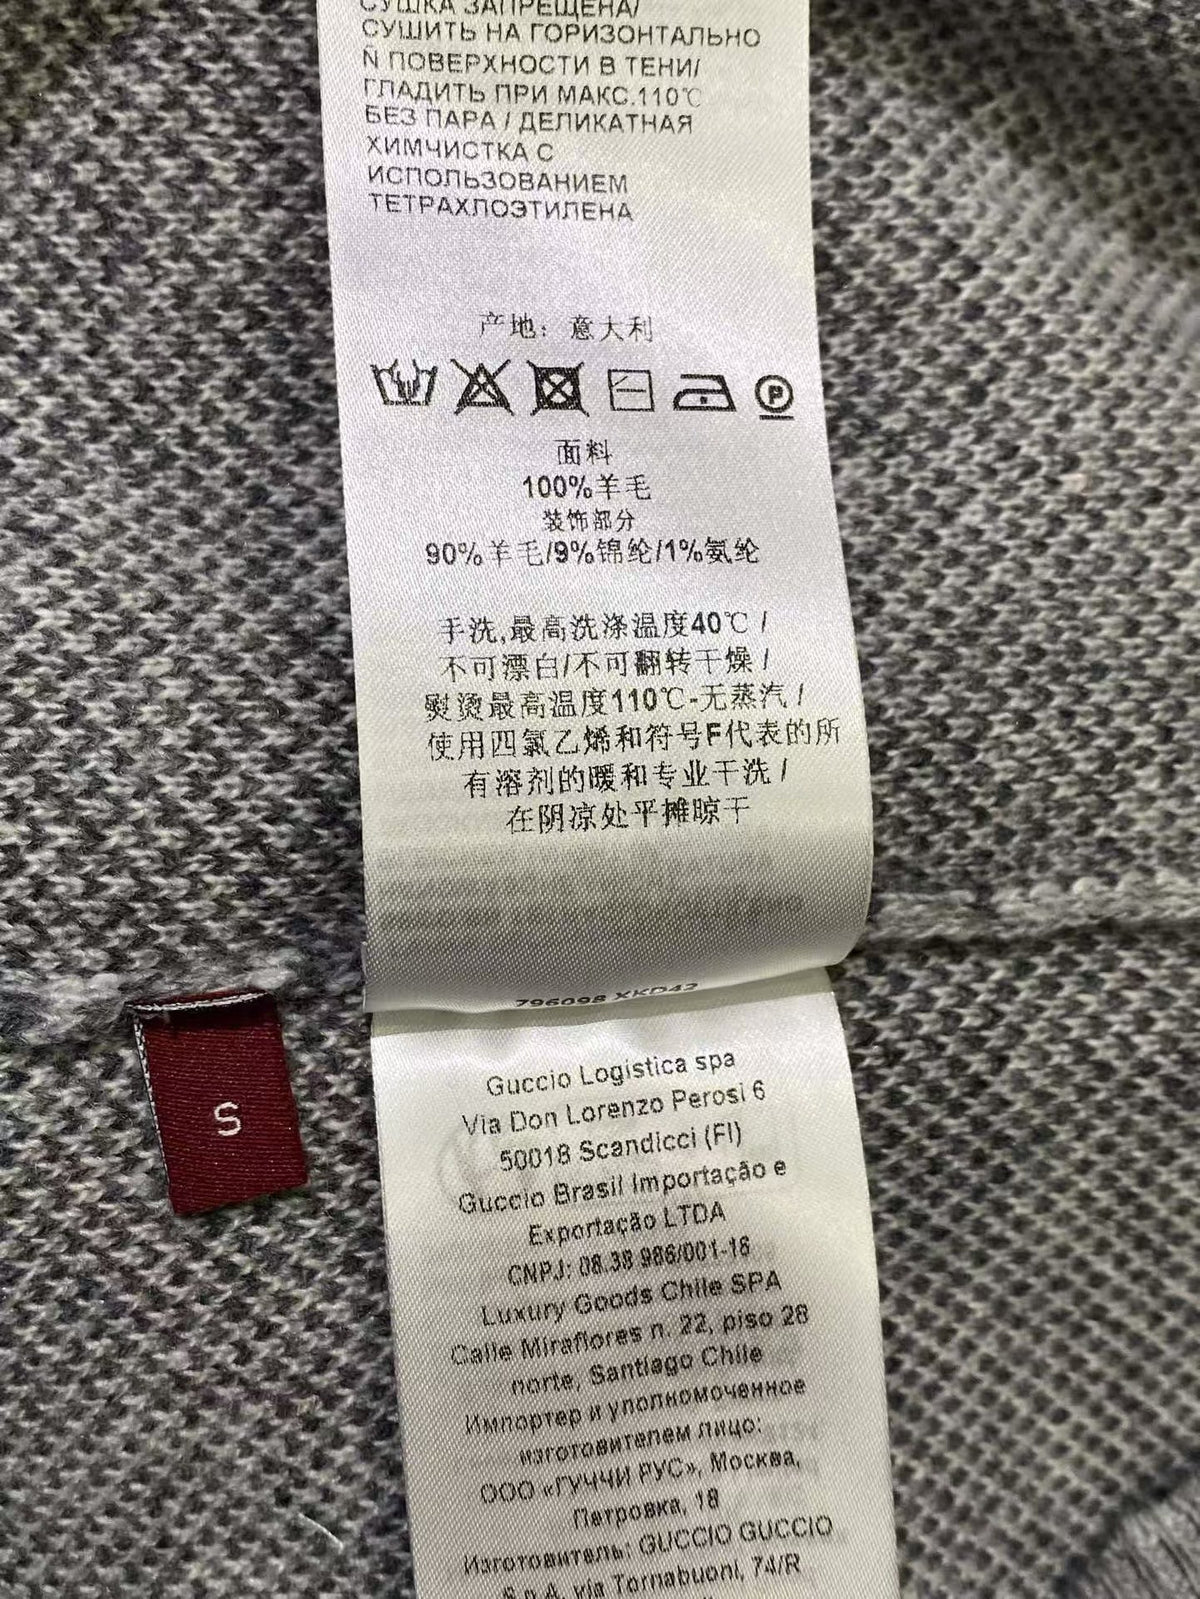 СУШКА ЗАПРЕЩЕНА/
СУШИТЬ НА ГОРИЗОНТАЛЬНО
Й ПОВЕРХНОСТИ В ТЕНИ/
ГЛАДИТЬ ПРИ МАКС.110℃
БЕЗ ПАРА / ДЕЛИКАТНАЯ
ХИМЧИСТКА С
ИСПОЛЬЗОВАНИЕМ
ТЕТРАХЛОЭТИЛЕНА
产地：意大利
P
面料
100%羊毛
装饰部分
90%羊毛/9%锦纶/1%氨纶
手洗,最高洗涤温度40℃ /
不可漂白/不可翻转干燥 /
熨烫最高温度110℃-无蒸汽 /
使用四氯乙烯和符号F代表的所
有溶剂的暖和专业干洗 /
在阴凉处平摊晾干
796098 XKD42
S
Guccio Logistica spa
Via Don Lorenzo Perosi 6
50018 Scandicci (FI)
Guccio Brasil Importação e
Exportação LTDA
CNPJ: 08.38 986/001-16
Luxury Goods Chile SPA
Calle Miraflores n. 22, piso 28
norte, Santiago Chile
Импортер и уполномоченное
изготовителем лицо:
ООО «ГУЧЧИ РУС», Москва,
Петровка, 18
Изготовитель: GUCCIO GUCCIO
S.p.A. via Tornabuoni, 74/R